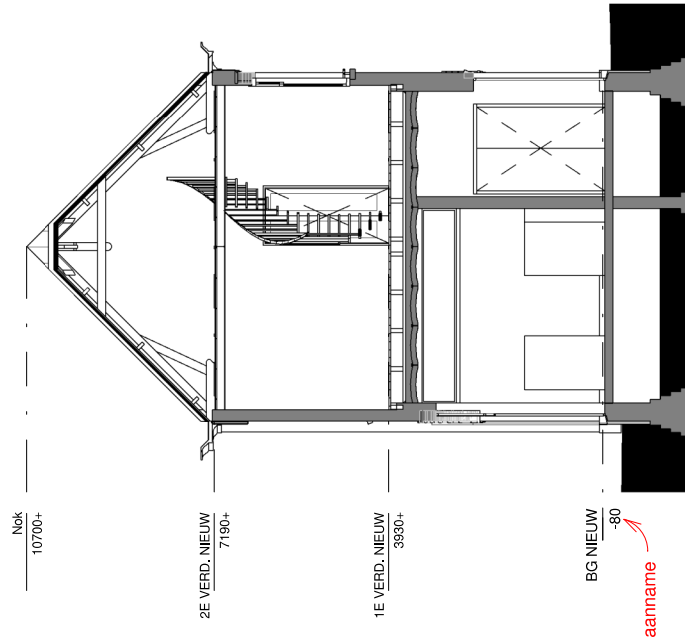 Nok
10700+
2E VERD. NIEUW
7190+
1E VERD. NIEUW
3930+
BG NIEUW
-80
aanname